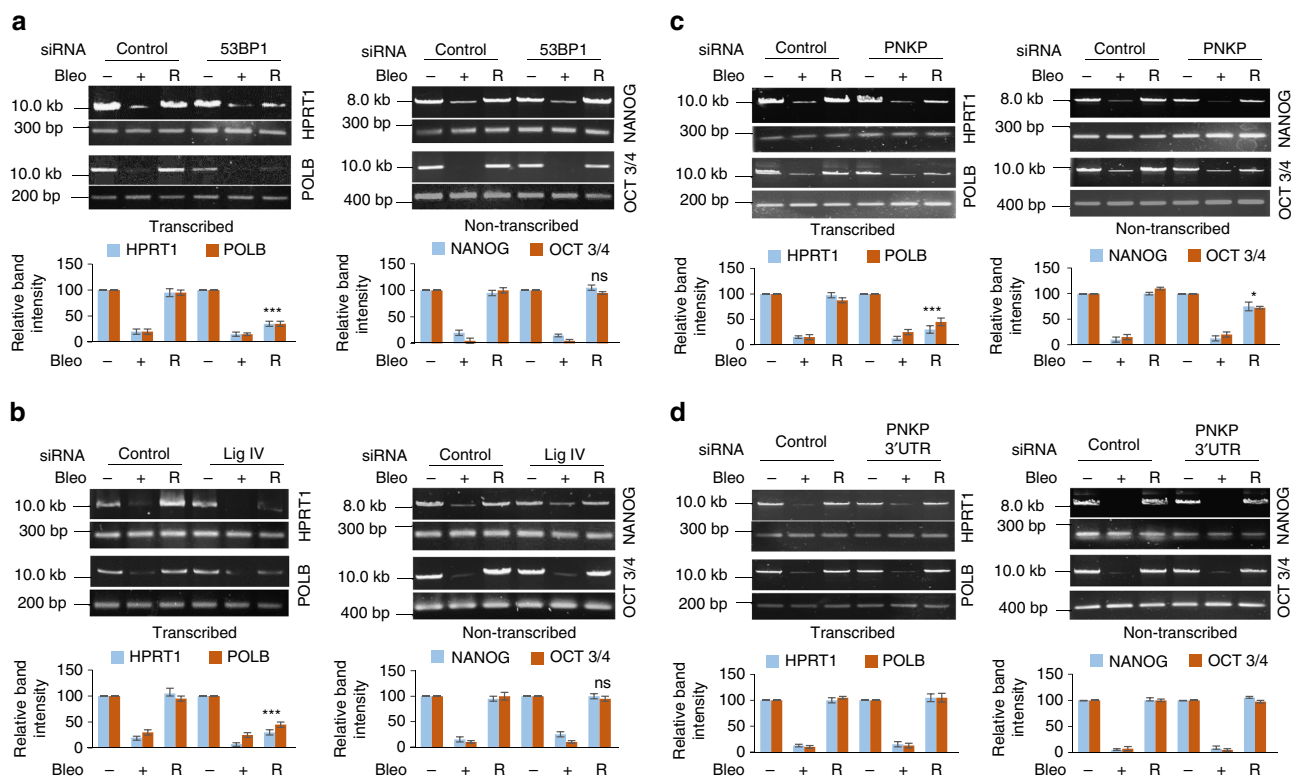 a
siRNA Control 53BP1
Bleo – + R – + R
10.0 kb
300 bp
HPRT1
10.0 kb
200 bp
POLB
Transcribed
HPRT1 POLB
Relative band intensity
150
100
50
0
***
Bleo – + R – + R
siRNA Control 53BP1
Bleo – + R – + R
8.0 kb
300 bp
NANOG
10.0 kb
400 bp
OCT 3/4
Non-transcribed
NANOG OCT 3/4
Relative band intensity
150
100
50
0
ns
Bleo – + R – + R
b
siRNA Control Lig IV
Bleo – + R – + R
10.0 kb
300 bp
HPRT1
10.0 kb
200 bp
POLB
Transcribed
HPRT1 POLB
Relative band intensity
150
100
50
0
***
Bleo – + R – + R
siRNA Control Lig IV
Bleo – + R – + R
8.0 kb
300 bp
NANOG
10.0 kb
400 bp
OCT 3/4
Non-transcribed
NANOG OCT 3/4
Relative band intensity
150
100
50
0
ns
Bleo – + R – + R
c
siRNA Control PNKP
Bleo – + R – + R
10.0 kb
300 bp
HPRT1
10.0 kb
200 bp
POLB
Transcribed
HPRT1 POLB
Relative band intensity
150
100
50
0
***
Bleo – + R – + R
siRNA Control PNKP
Bleo – + R – + R
8.0 kb
300 bp
NANOG
10.0 kb
400 bp
OCT 3/4
Non-transcribed
NANOG OCT 3/4
Relative band intensity
150
100
50
0
*
Bleo – + R – + R
d
siRNA Control PNKP
3′UTR
Bleo – + R – + R
10.0 kb
300 bp
HPRT1
10.0 kb
200 bp
POLB
Transcribed
HPRT1 POLB
Relative band intensity
150
100
50
0
Bleo – + R – + R
siRNA Control PNKP
3′UTR
Bleo – + R – + R
8.0 kb
300 bp
NANOG
10.0 kb
400 bp
OCT 3/4
Non-transcribed
NANOG OCT 3/4
Relative band intensity
150
100
50
0
Bleo – + R – + R